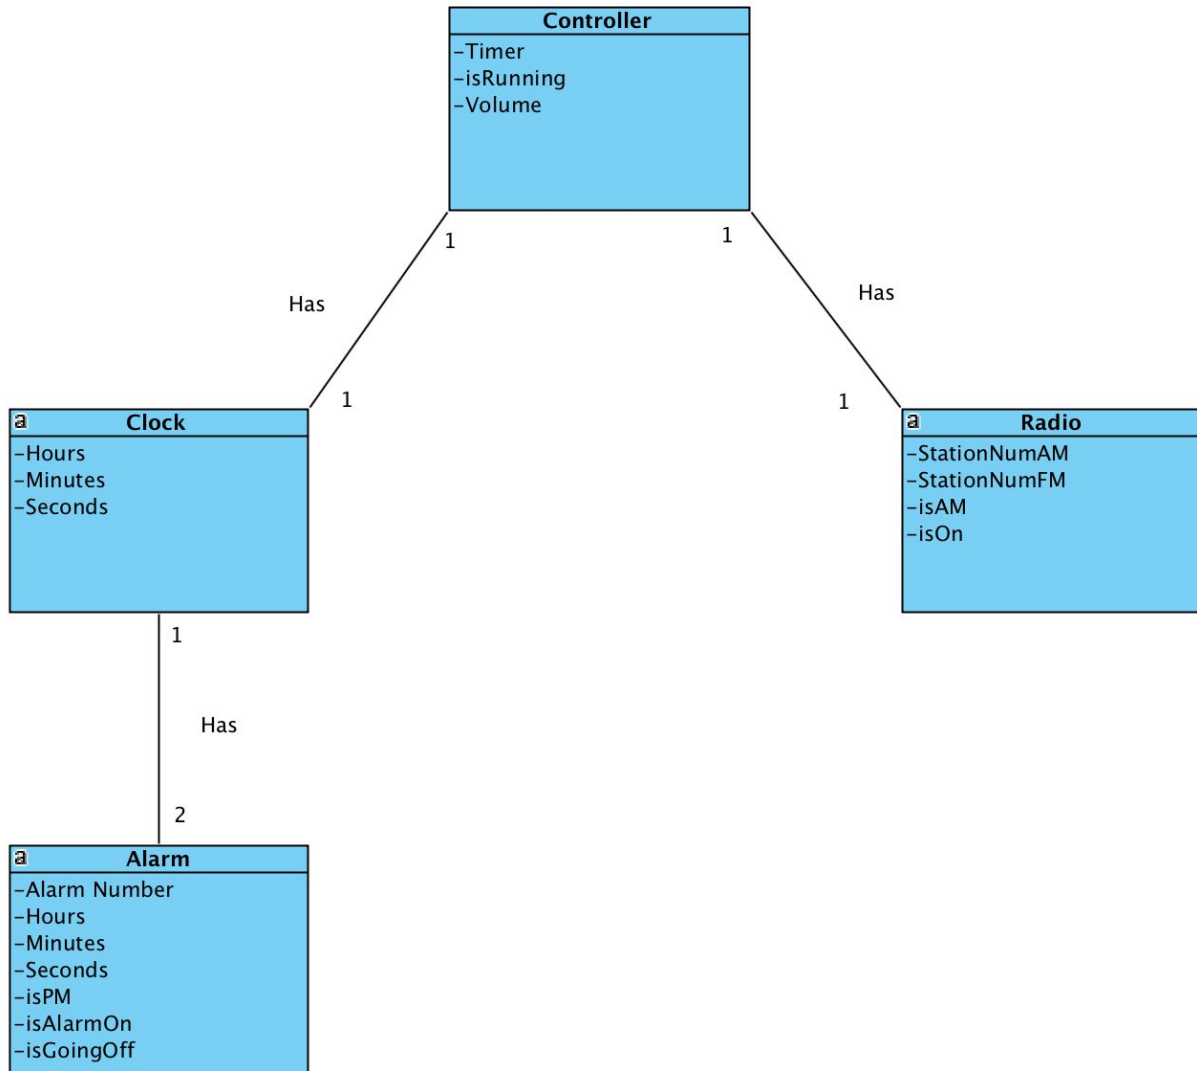 Controller
-Timer
-isRunning
-Volume
1
1
Has
Has
1
1
a Clock
-Hours
-Minutes
-Seconds
a Radio
-StationNumAM
-StationNumFM
-isAM
-isOn
1
Has
2
a Alarm
-Alarm Number
-Hours
-Minutes
-Seconds
-isPM
-isAlarmOn
-isGoingOff